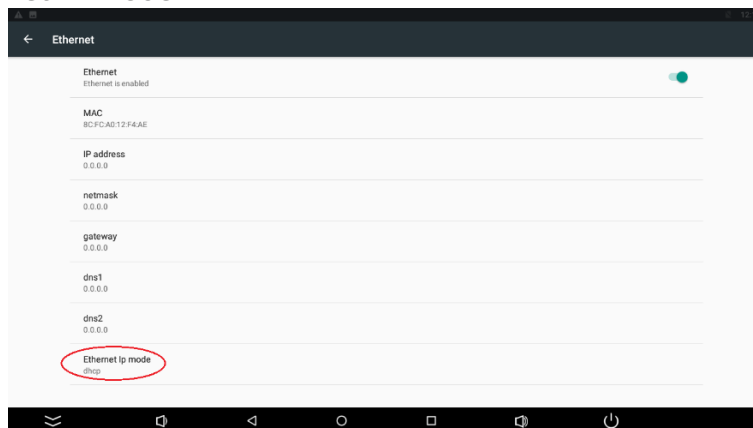 12:
Ethernet
Ethernet
Ethernet is enabled
MAC
8C:FC:A0:12:F4:AE
IP address
0.0.0.0
netmask
0.0.0.0
gateway
0.0.0.0
dns1
0.0.0.0
dns2
0.0.0.0
Ethernet Ip mode
dhcp